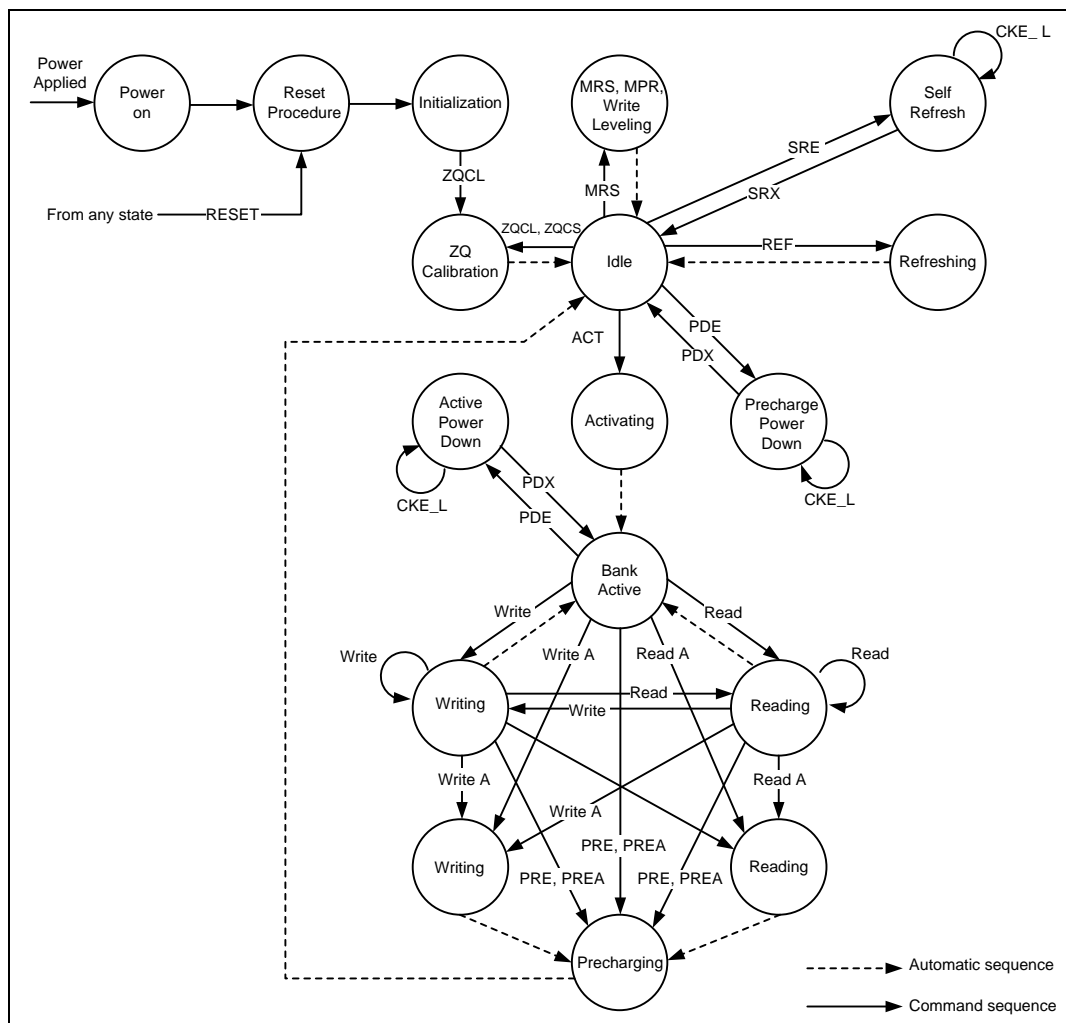 CKE_ L
Power
Applied
Power
on
Reset
Procedure
Initialization
MRS, MPR,
Write
Leveling
Self
Refresh
SRE
SRX
ZQCL
MRS
From any state
RESET
ZQCL, ZQCS
ZQ
Calibration
Idle
REF
Refreshing
PDE
PDX
ACT
Active
Power
Down
Activating
Precharge
Power
Down
PDX
PDE
CKE_L
CKE_L
Bank
Active
Write
Read
Write
Write A
Read A
Read
Writing
Read
Write
Reading
Write A
Read A
Write A
Writing
PRE, PREA
Reading
PRE, PREA
PRE, PREA
Precharging
Automatic sequence
Command sequence